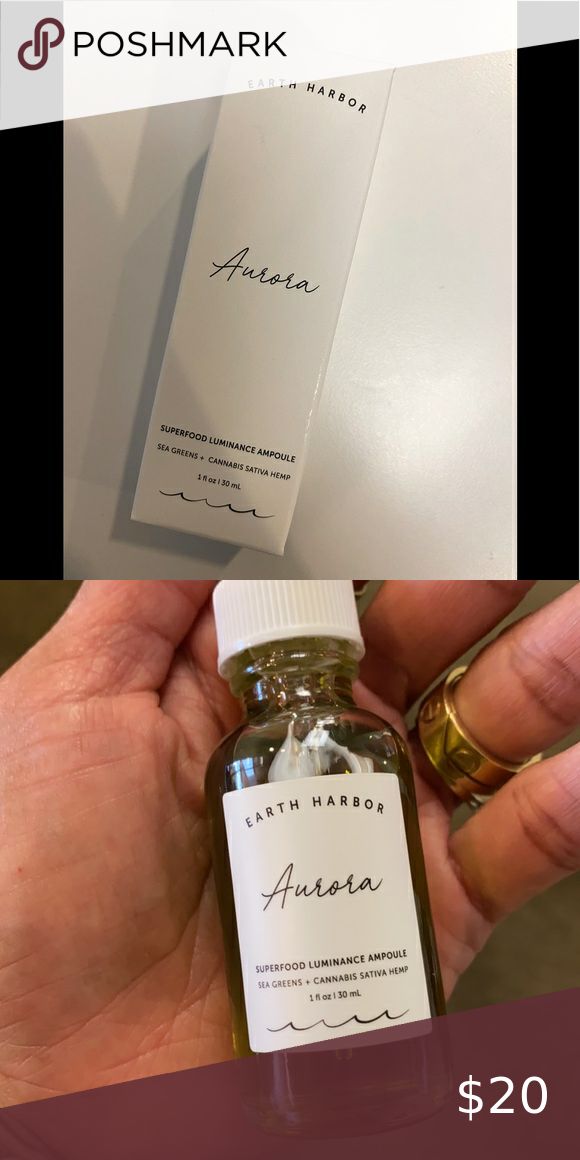 POSHMARK
EARTH HARBOR
Aurora
SUPERFOOD LUMINANCE AMPOULE
SEA GREENS + CANNABIS SATIVA HEMP
1 fl oz | 30 mL
EARTH HARBOR
Aurora
SUPERFOOD LUMINANCE AMPOULE
SEA GREENS + CANNABIS SATIVA HEMP
1 fl oz | 30 mL
$20